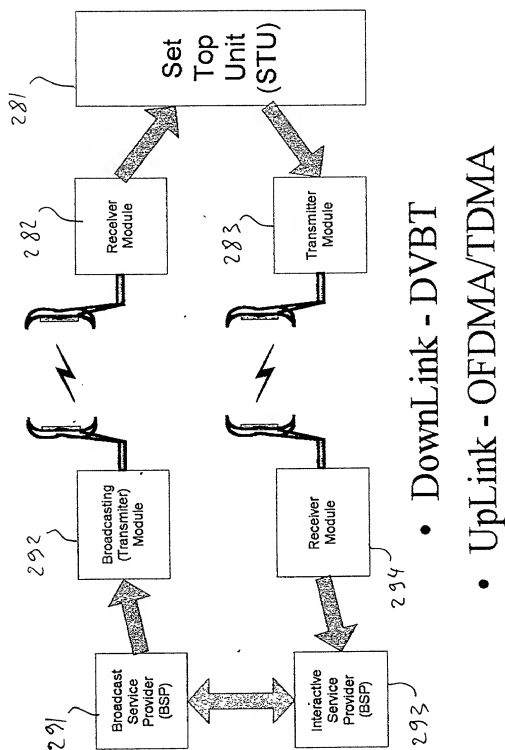 281
Set
Top
Unit
(STU)
282
Receiver
Module
283
Transmitter
Module
292
Broadcasting
(Transmiter)
Module
Receiver
Module
294
291
Broadcast
Service
Provider
(BSP)
Interactive
Service
Provider
(BSP)
293
• DownLink - DVBT
• UpLink - OFDMA/TDMA